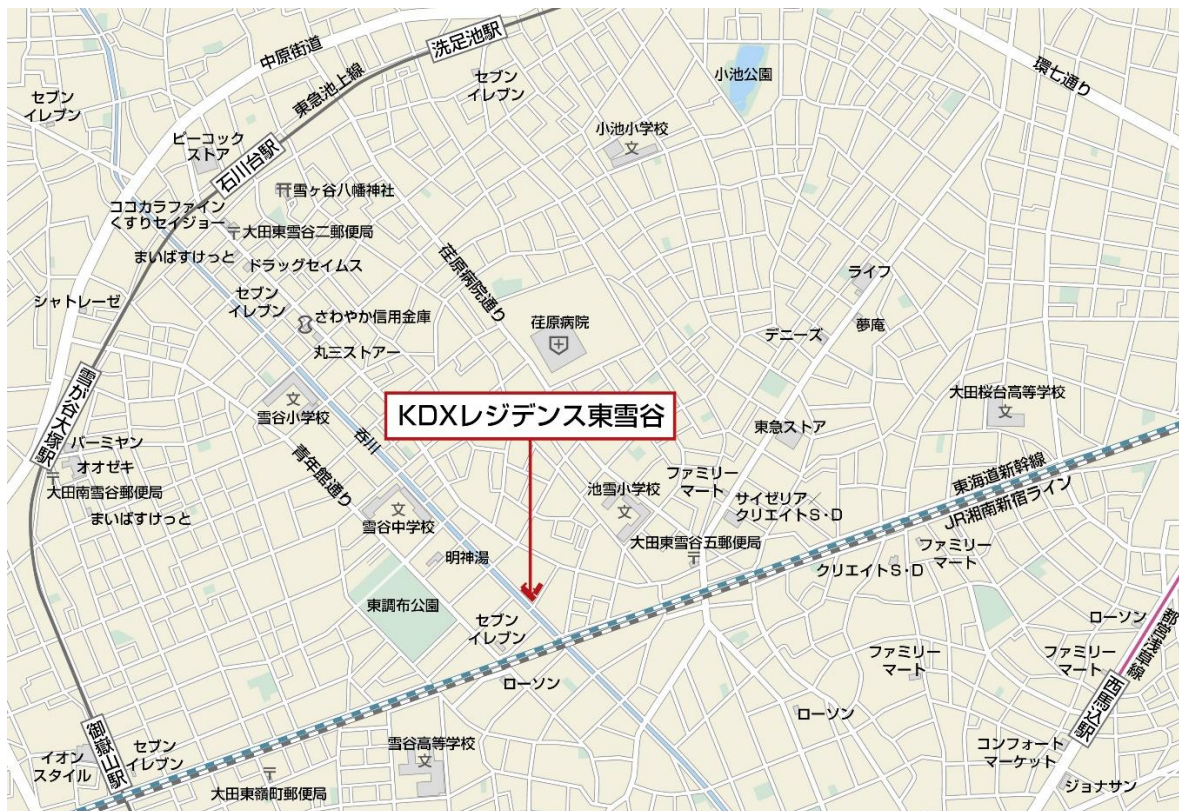 洗足池駅
中原街道
東急池上線
セブン
イレブン
小池公園
環七通り
セブン
イレブン
ピーコック
ストア
石川台駅
小池小学校
文
雪ヶ谷八幡神社
ココカラファイン
くすりセイジョー
大田東雪谷二郵便局
まいばすけっと
ドラッグセイムス
荏原病院通り
シャトレーゼ
セブン
イレブン
さわやか信用金庫
丸三ストアー
荏原病院
ライフ
デニーズ
夢庵
雪が谷大塚駅
文
雪谷小学校
KDXレジデンス東雪谷
大田桜台高等学校
文
東急ストア
バーミヤン
オオゼキ
大田南雪谷郵便局
まいばすけっと
青年館通り
呑川
文
雪谷中学校
池雪小学校
文
ファミリー
マート
サイゼリア
クリエイトS・D
東海道新幹線
JR湘南新宿ライン
大田東雪谷五郵便局
明神湯
クリエイトS・D
ファミリー
マート
東調布公園
セブン
イレブン
ローソン
都営浅草線
ファミリー
マート
ファミリー
マート
ローソン
ローソン
西馬込駅
御嶽山駅
イオン
スタイル
セブン
イレブン
大田東嶺町郵便局
雪谷高等学校
文
コンフォート
マーケット
ジョナサン